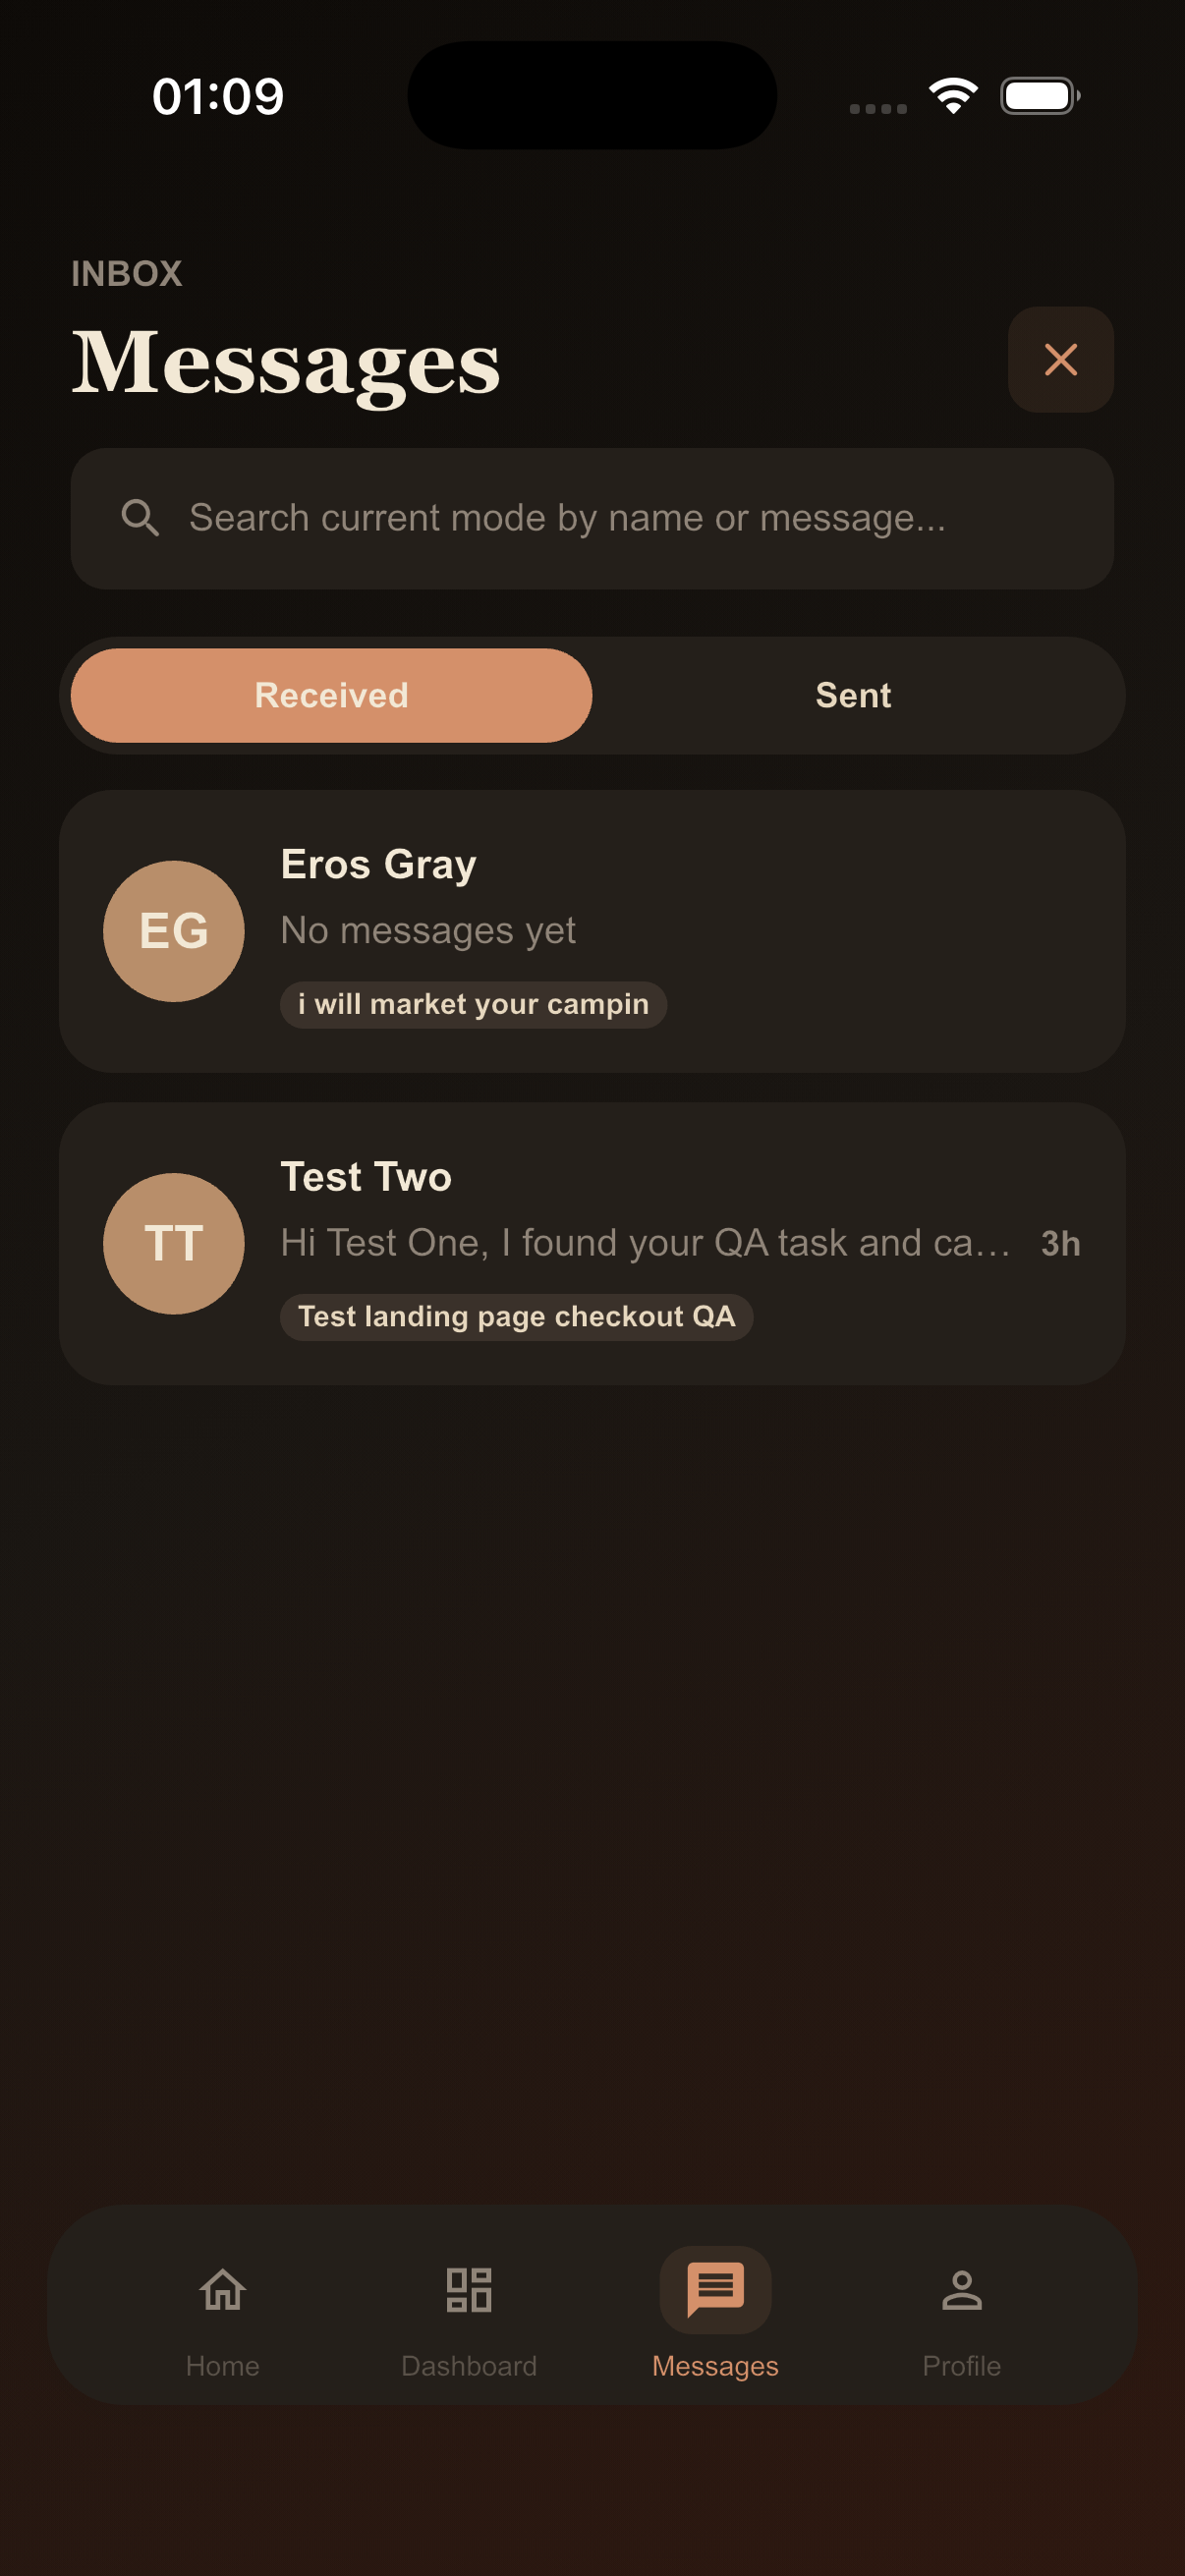 01:09
INBOX
Messages
Search current mode by name or message...
Received
Sent
EG
Eros Gray
No messages yet
i will market your campin
TT
Test Two
Hi Test One, I found your QA task and ca...
3h
Test landing page checkout QA
Home
Dashboard
Messages
Profile